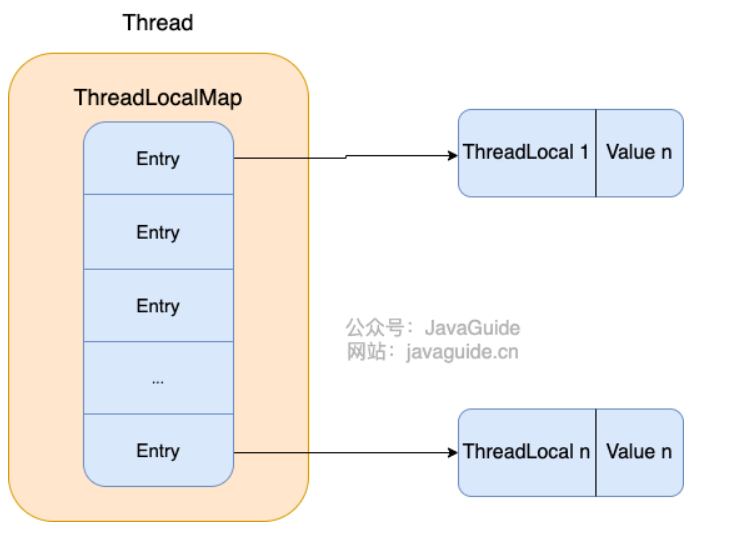 Thread
ThreadLocalMap
Entry
ThreadLocal 1 Value n
Entry
Entry
公众号：JavaGuide
网站：javaguide.cn
...
Entry
ThreadLocal n Value n